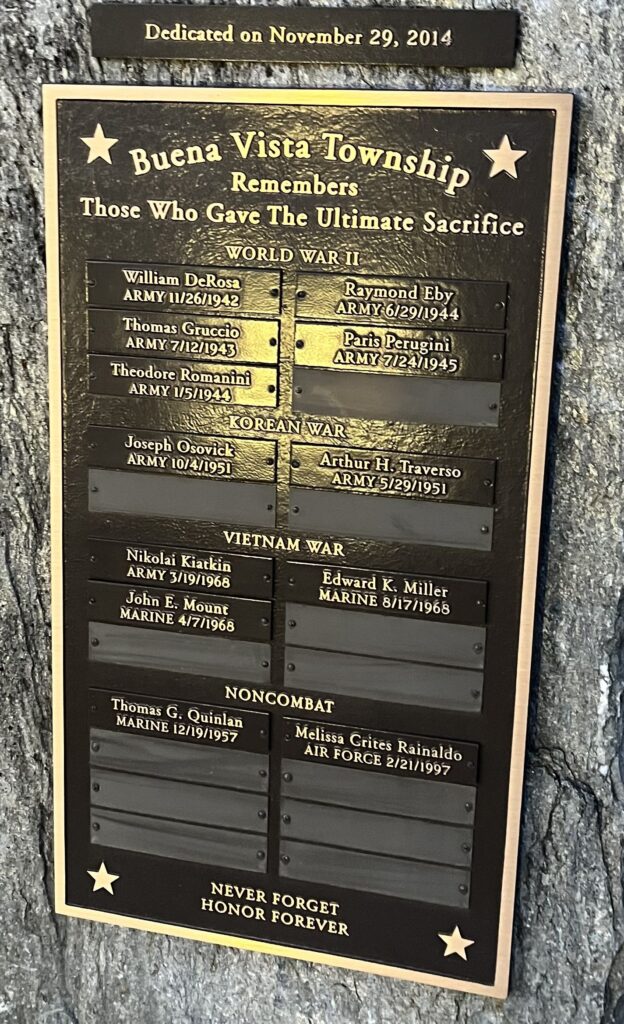 Dedicated on November 29, 2014
Buena Vista Township
Remembers
Those Who Gave The Ultimate Sacrifice
WORLD WAR II
William DeRosa
ARMY 11/26/1942
Raymond Eby
ARMY 6/29/1944
Thomas Gruccio
ARMY 7/12/1943
Paris Perugini
ARMY 7/24/1945
Theodore Romanini
ARMY 1/5/1944
KOREAN WAR
Joseph Osovick
ARMY 10/4/1951
Arthur H. Traverso
ARMY 5/29/1951
VIETNAM WAR
Nikolai Kiatkin
ARMY 3/19/1968
Edward K. Miller
MARINE 8/17/1968
John E. Mount
MARINE 4/7/1968
NONCOMBAT
Thomas G. Quinlan
MARINE 12/19/1957
Melissa Crites Rainaldo
AIR FORCE 2/21/1997
NEVER FORGET
HONOR FOREVER